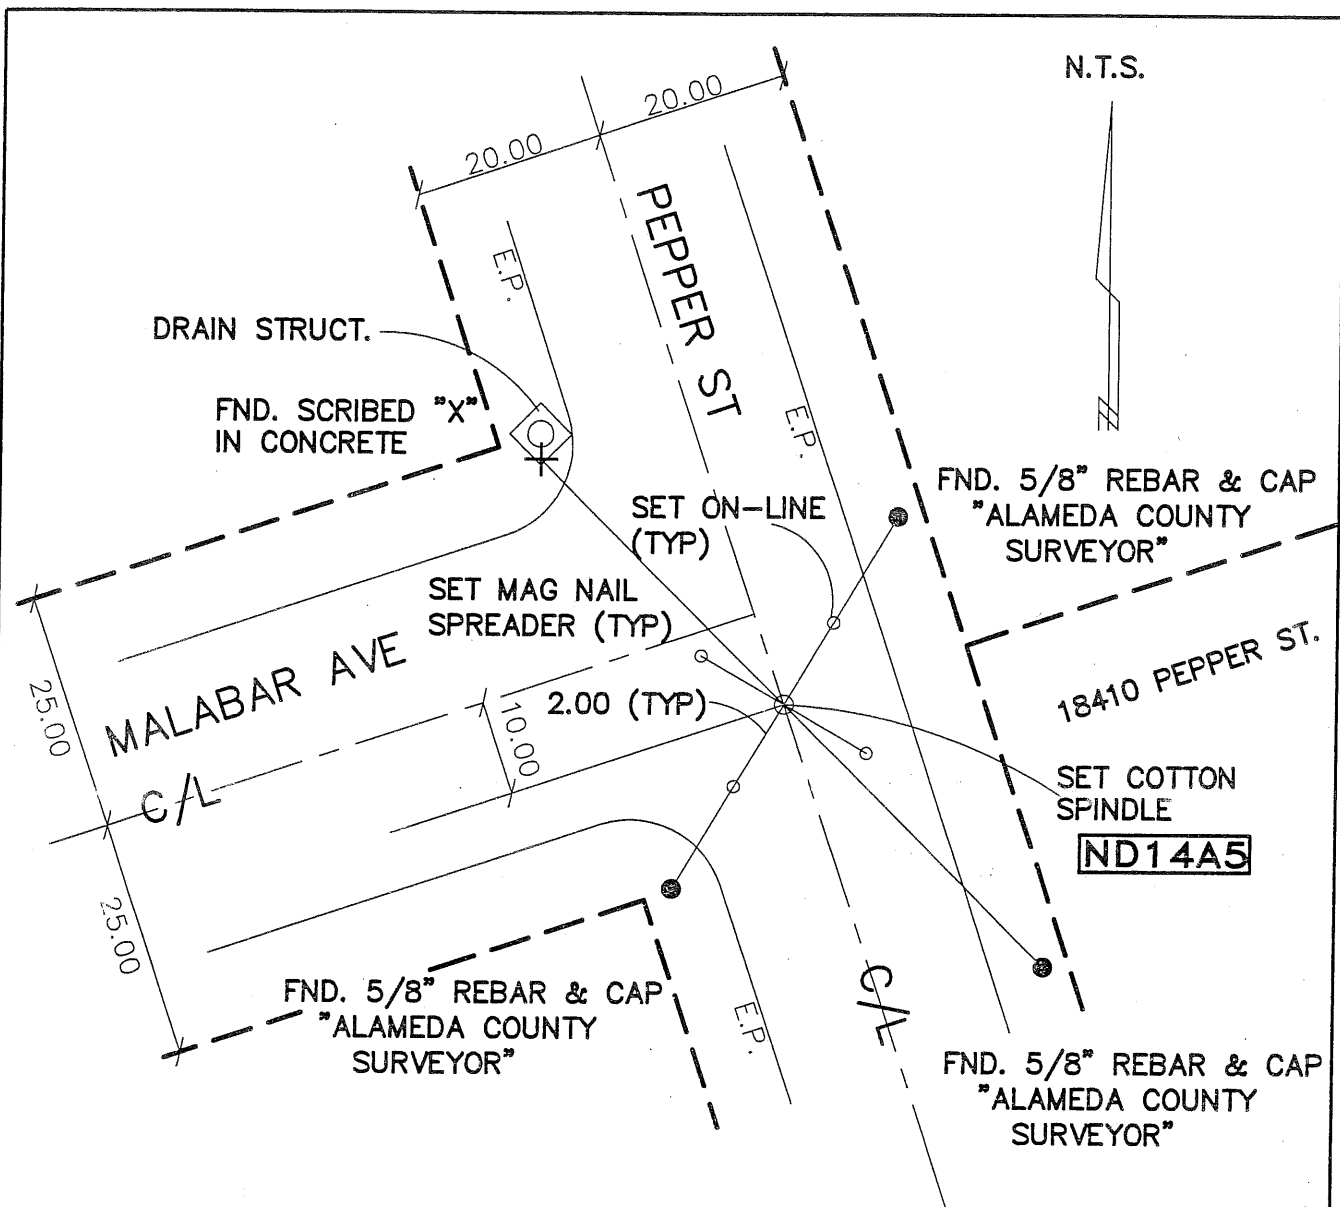 N.T.S.
20.00
20.00
PEPPER ST
E.P.
DRAIN STRUCT.
FND. SCRIBED "X"
IN CONCRETE
E.P.
N
FND. 5/8" REBAR & CAP
"ALAMEDA COUNTY
SURVEYOR"
SET ON-LINE
(TYP)
SET MAG NAIL
SPREADER (TYP)
MALABAR AVE
C/L
25.00
25.00
10.00
2.00 (TYP)
18410 PEPPER ST.
SET COTTON
SPINDLE
ND14A5
FND. 5/8" REBAR & CAP
"ALAMEDA COUNTY
SURVEYOR"
E.P.
C/L
FND. 5/8" REBAR & CAP
"ALAMEDA COUNTY
SURVEYOR"